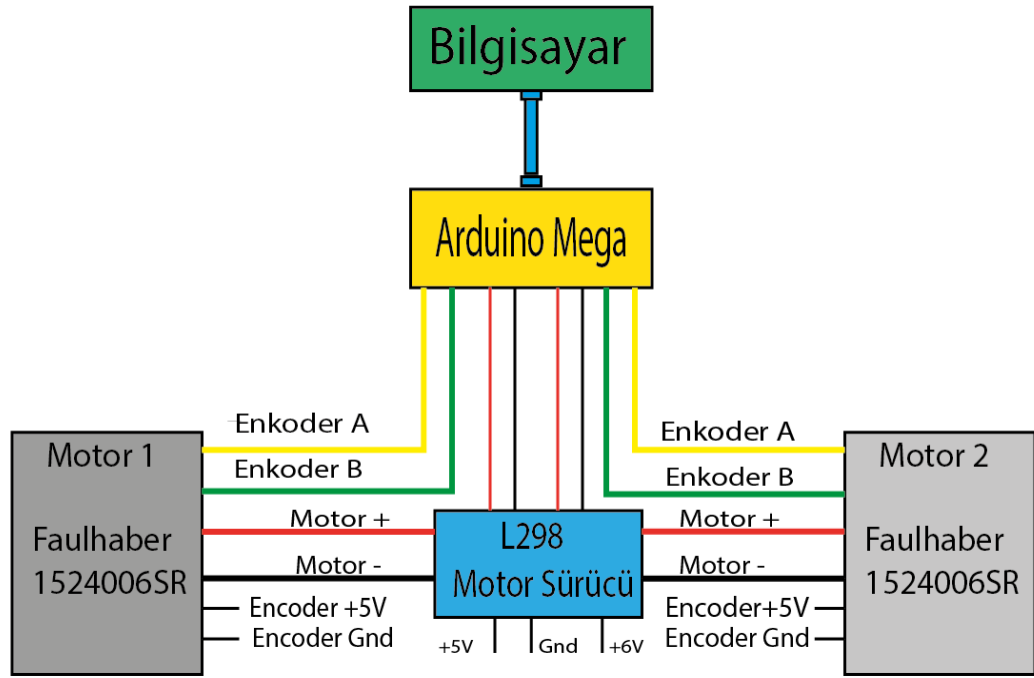 Bilgisayar
Arduino Mega
Enkoder A
Enkoder B
Motor +
Motor -
Encoder +5V
Encoder Gnd
Motor 1
Faulhaber
1524006SR
L298
Motor Sürücü
+5V
Gnd
+6V
Enkoder A
Enkoder B
Motor +
Motor -
Encoder+5V
Encoder Gnd
Motor 2
Faulhaber
1524006SR